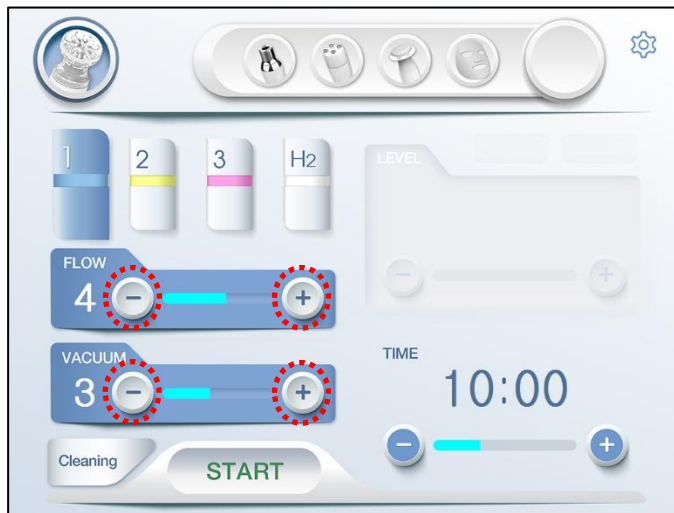 1
2
3
H2
LEVEL
FLOW
4
VACUUM
3
TIME
10:00
Cleaning
START